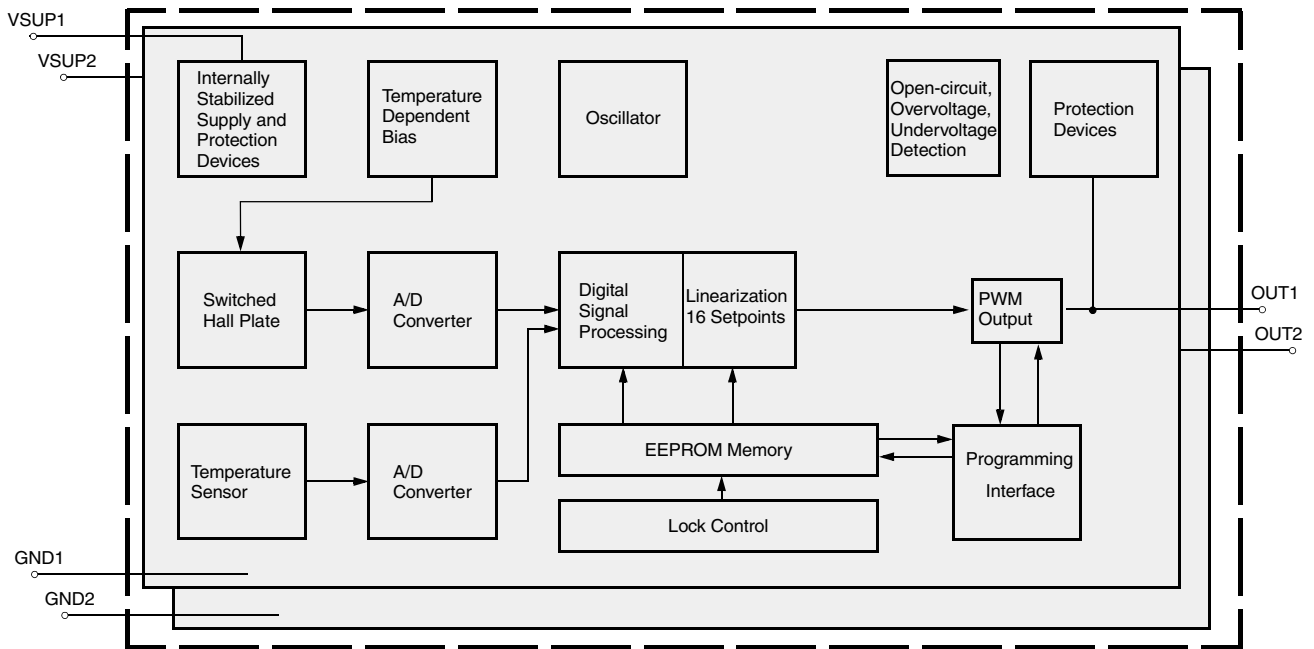 VSUP1
VSUP2
Internally
Stabilized
Supply and
Protection
Devices
Temperature
Dependent
Bias
Oscillator
Open-circuit,
Overvoltage,
Undervoltage
Detection
Protection
Devices
Switched
Hall Plate
A/D
Converter
Digital
Signal
Processing
Linearization
16 Setpoints
PWM
Output
OUT1
OUT2
Temperature
Sensor
A/D
Converter
EEPROM Memory
Lock Control
Programming
Interface
GND1
GND2